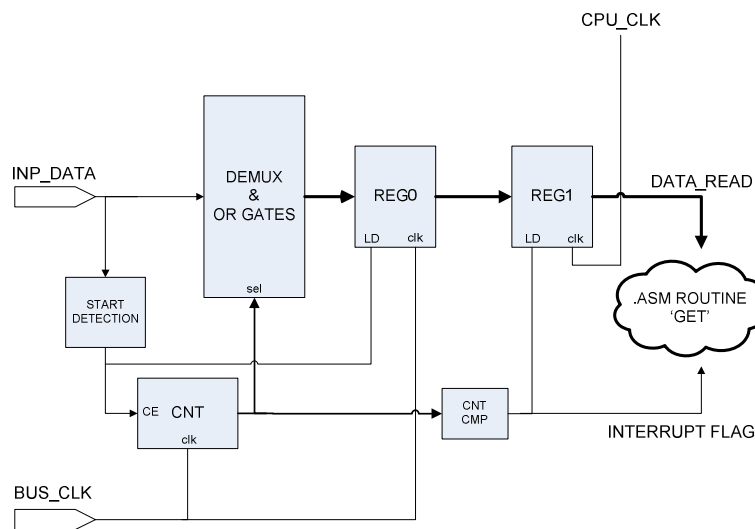 CPU_CLK
INP_DATA
DEMUX
&
OR GATES
sel
REG0
LD clk
REG1
LD clk
DATA_READ
START
DETECTION
.ASM ROUTINE
‘GET’
CE CNT
clk
CNT
CMP
INTERRUPT FLAG
BUS_CLK